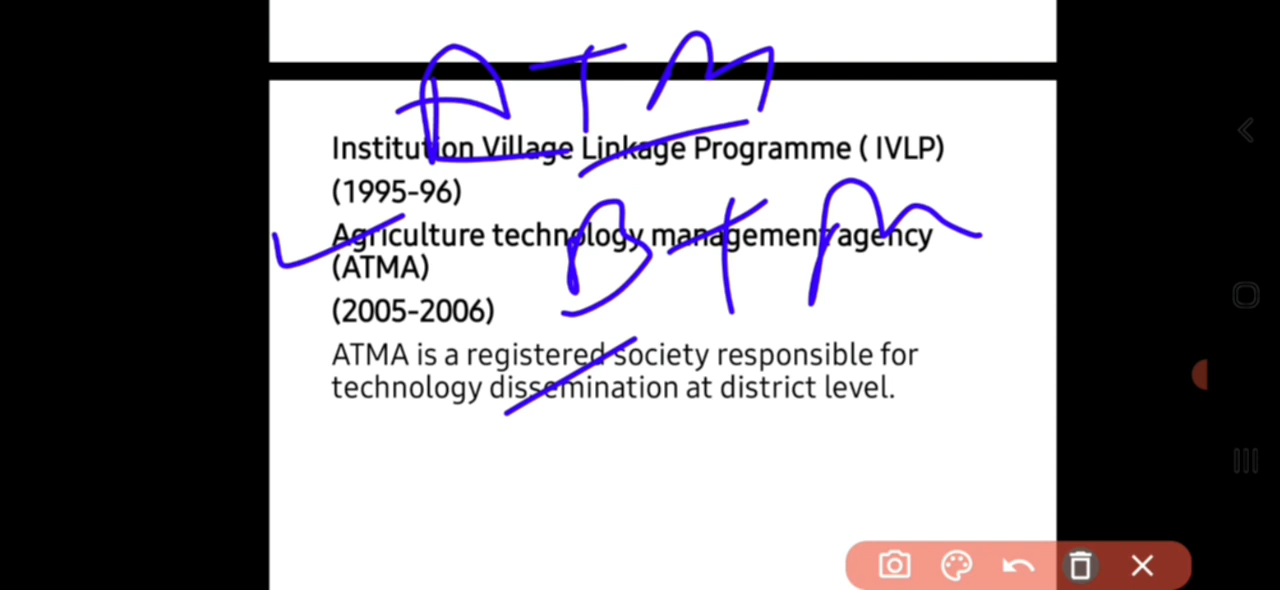 ATM
Institution Village Linkage Programme ( IVLP)
(1995-96)
BTM
Agriculture technology management agency
(ATMA)
(2005-2006)
ATMA is a registered society responsible for
technology dissemination at district level.